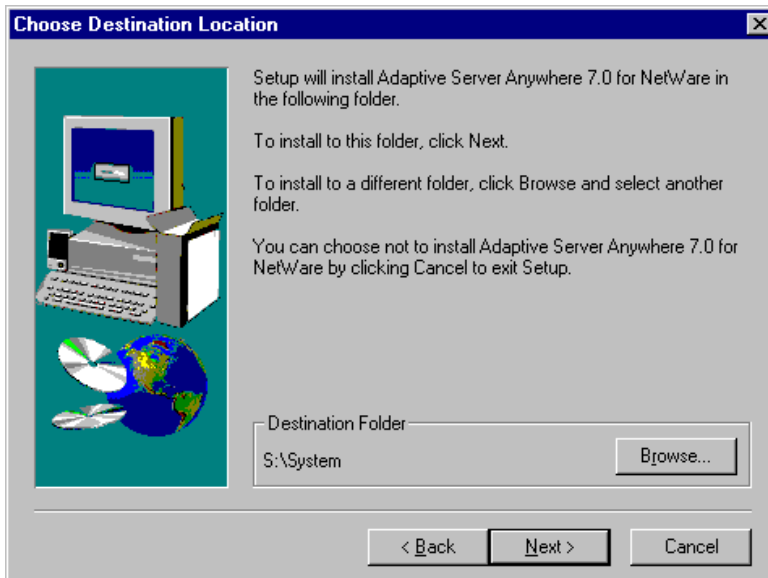 Choose Destination Location
Setup will install Adaptive Server Anywhere 7.0 for NetWare in
the following folder.
To install to this folder, click Next.
To install to a different folder, click Browse and select another
folder.
You can choose not to install Adaptive Server Anywhere 7.0 for
NetWare by clicking Cancel to exit Setup.
Destination Folder
S:\System
Browse...
< Back
Next >
Cancel